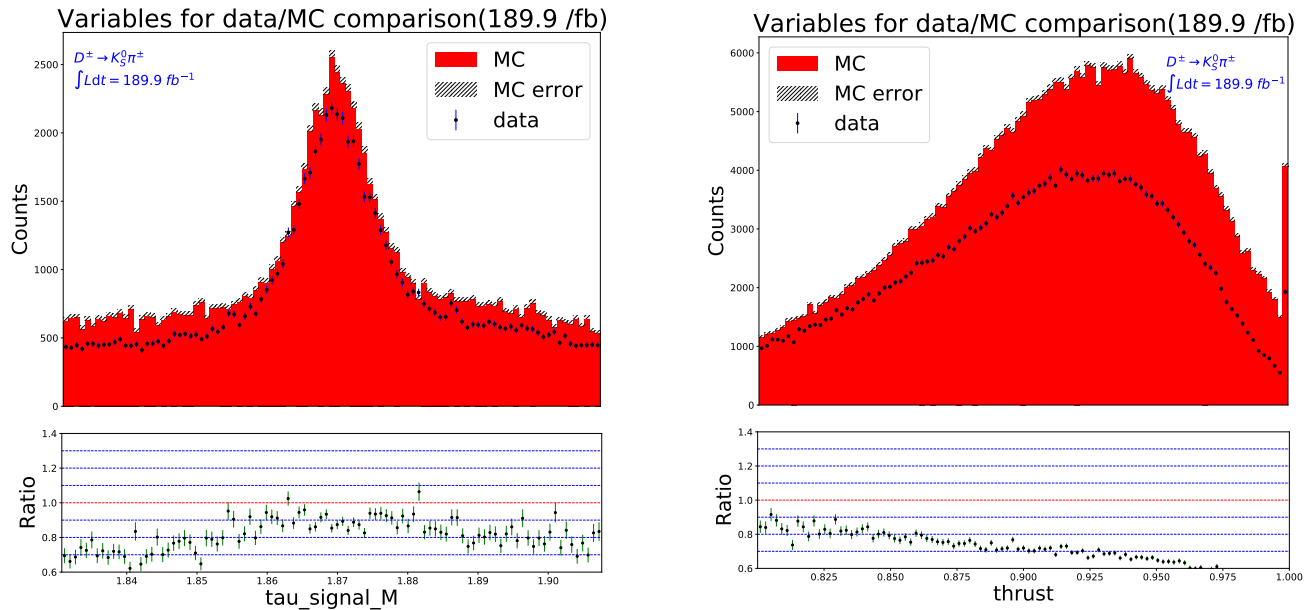 Variables for data/MC comparison(189.9 /fb)
D± → K_S^0 π±
∫Ldt = 189.9 fb⁻¹
MC
MC error
data
Counts
2500
2000
1500
1000
500
0
Ratio
1.4
1.2
1.0
0.8
0.6
1.84 1.85 1.86 1.87 1.88 1.89 1.90
tau_signal_M
Variables for data/MC comparison(189.9 /fb)
MC
MC error
data
D± → K_S^0 π±
∫Ldt = 189.9 fb⁻¹
Counts
6000
5000
4000
3000
2000
1000
0
Ratio
1.4
1.2
1.0
0.8
0.6
0.825 0.850 0.875 0.900 0.925 0.950 0.975 1.000
thrust